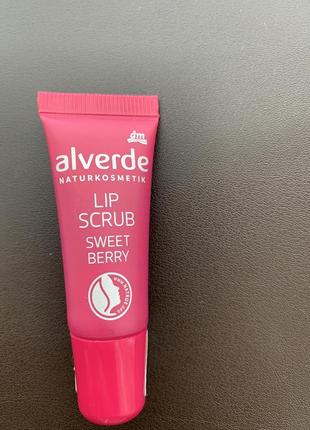 dm
alverde
NATURKOSMETIK
LIP
SCRUB
SWEET
BERRY